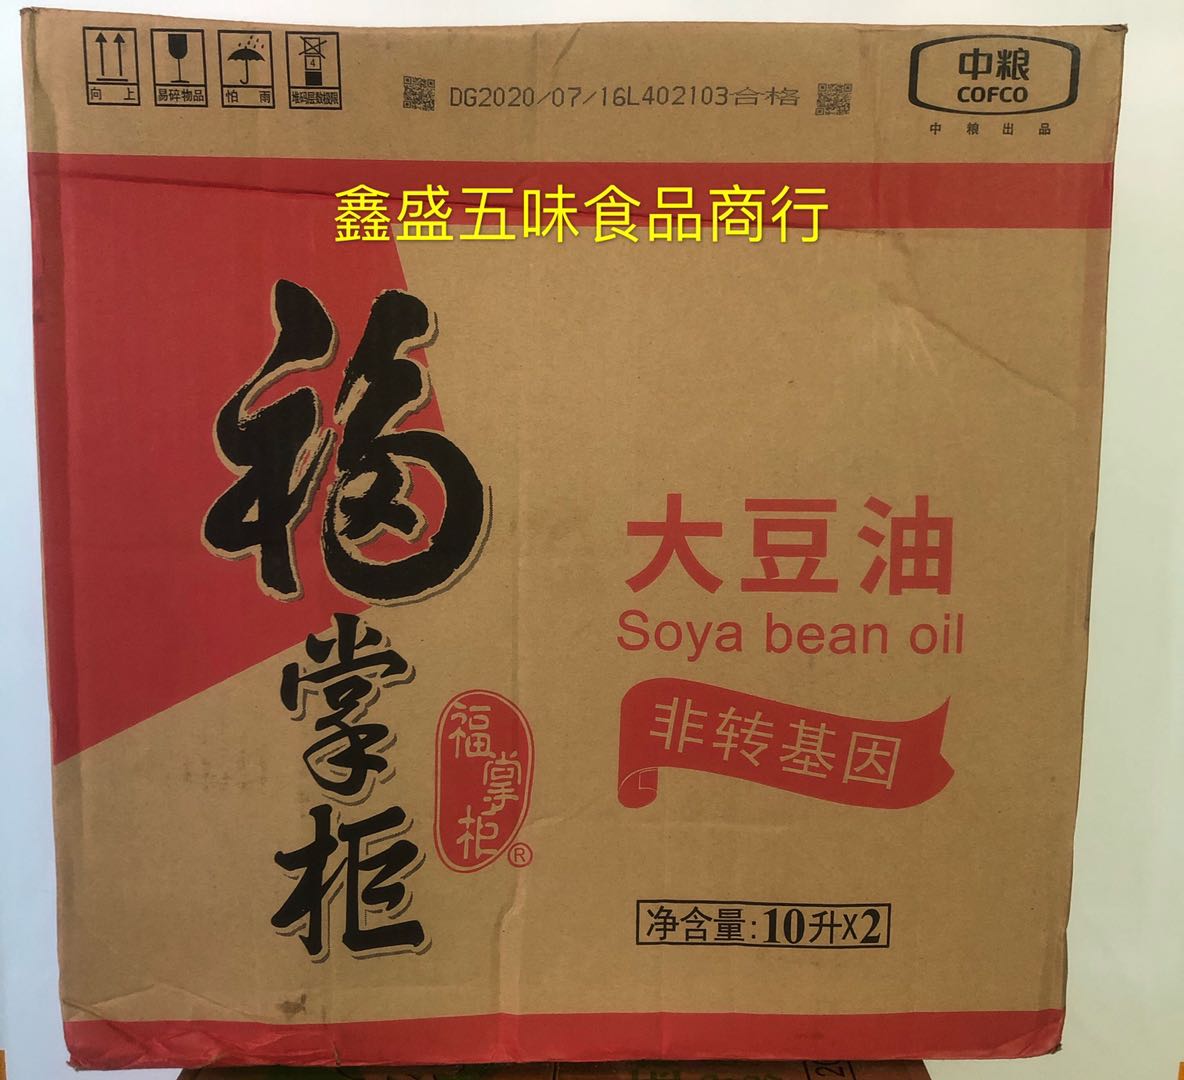 向 上
易碎物品
怕 雨
4
堆码层数极限
DG2020/07/16L402103合格
中粮
COFCO
中粮出品
鑫盛五味食品商行
福掌柜
福掌柜®
大豆油
Soya bean oil
非转基因
净含量:10升X2